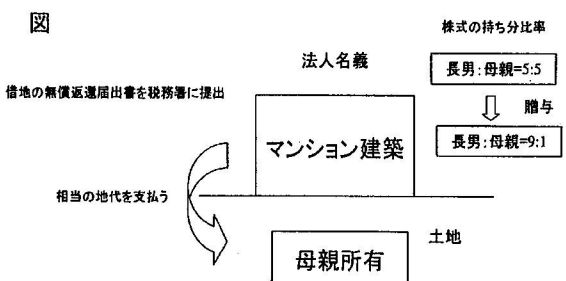 図
株式の持ち分比率
法人名義
長男:母親=5:5
借地の無償返還届出書を税務署に提出
贈与
マンション建築
長男:母親=9:1
相当の地代を支払う
土地
母親所有